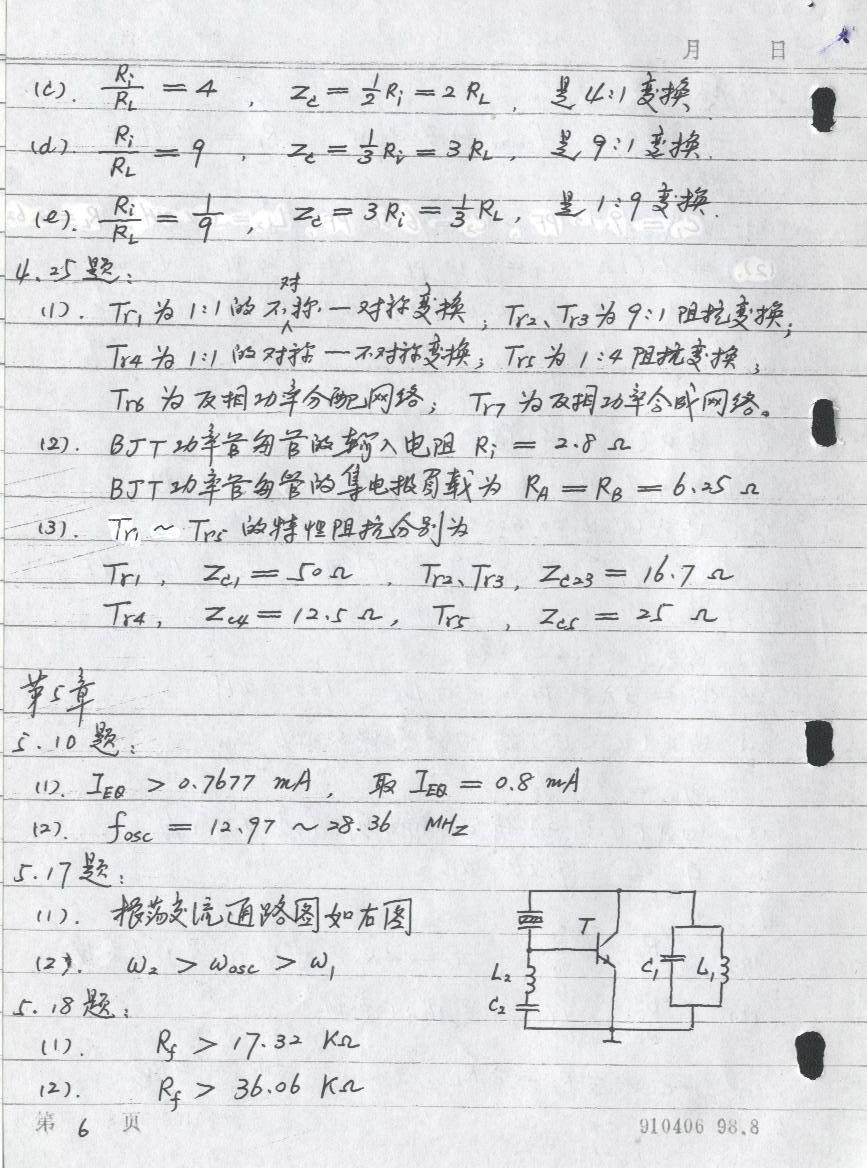 月 日
(c). Ri/RL = 4 , Zc = 1/2 Ri = 2 RL , 是 4:1 变换
(d). Ri/RL = 9 , Zc = 1/3 Ri = 3 RL , 是 9:1 变换.
(e). Ri/RL = 1/9 , Zc = 3 Ri = 1/3 RL , 是 1:9 变换.
4.25 题:
(1). Tr1 为 1:1 的 不对称 — 对称变换 ; Tr2、Tr3 为 9:1 阻抗变换;
Tr4 为 1:1 的 对称 — 不对称变换; Tr5 为 1:4 阻抗变换 ;
Tr6 为反相功率分配网络; Tr7 为反相功率合成网络。
(2). BJT 功率管每管的输入电阻 Ri = 2.8 Ω
BJT 功率管每管的集电极负载为 RA = RB = 6.25 Ω
(3). Tr1 ~ Tr5 的特性阻抗分别为
Tr1 , Zc1 = 50Ω , Tr2、Tr3 , Zc23 = 16.7 Ω
Tr4 , Zc4 = 12.5 Ω , Tr5 , Zc5 = 25 Ω
第5章
5.10 题:
(1). IEQ > 0.7677 mA , 取 IEQ = 0.8 mA
(2). fosc = 12.97 ~ 28.36 MHz
5.17 题:
(1). 振荡交流通路图如右图
(2). ω2 > ωosc > ω1
T
C1 L1
L2
C2
5.18 题:
(1). Rf > 17.32 KΩ
(2). Rf > 36.06 KΩ
第 6 页
910406 98.8